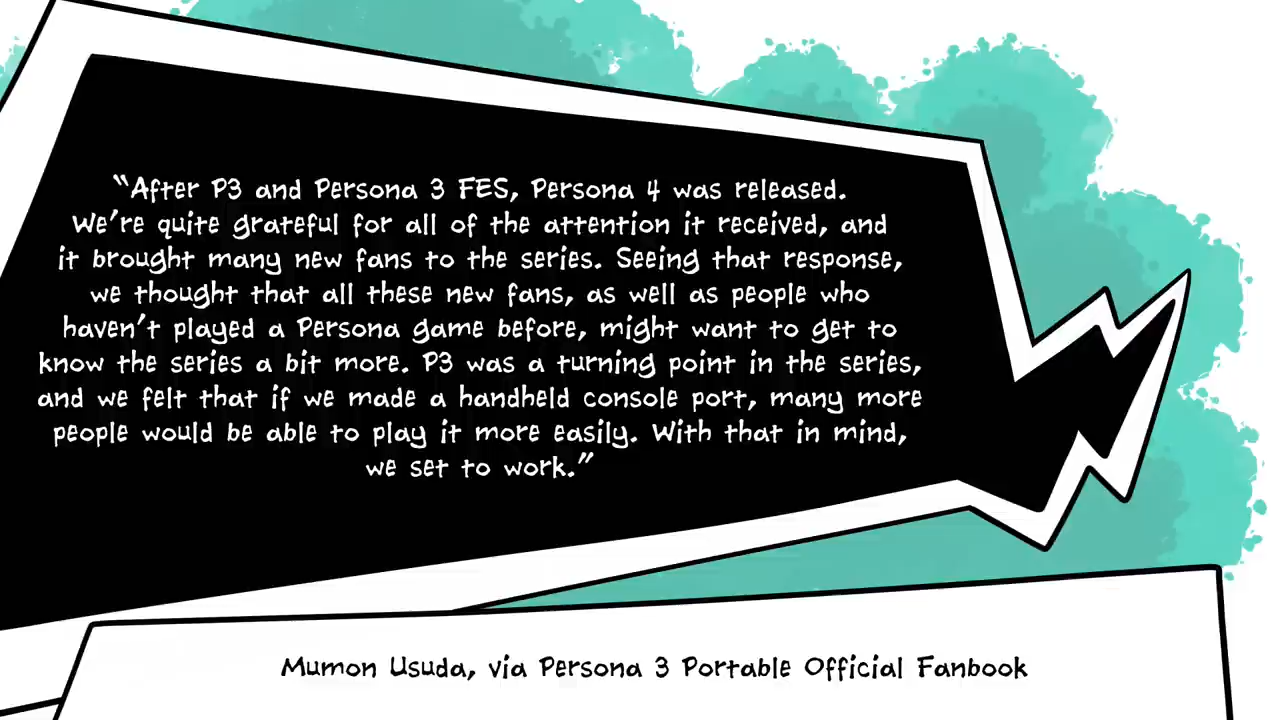 “After P3 and Persona 3 FES, Persona 4 was released.
We’re quite grateful for all of the attention it received, and
it brought many new fans to the series. Seeing that response,
we thought that all these new fans, as well as people who
haven’t played a Persona game before, might want to get to
know the series a bit more. P3 was a turning point in the series,
and we felt that if we made a handheld console port, many more
people would be able to play it more easily. With that in mind,
we set to work.”
Mumon Usuda, via Persona 3 Portable Official Fanbook